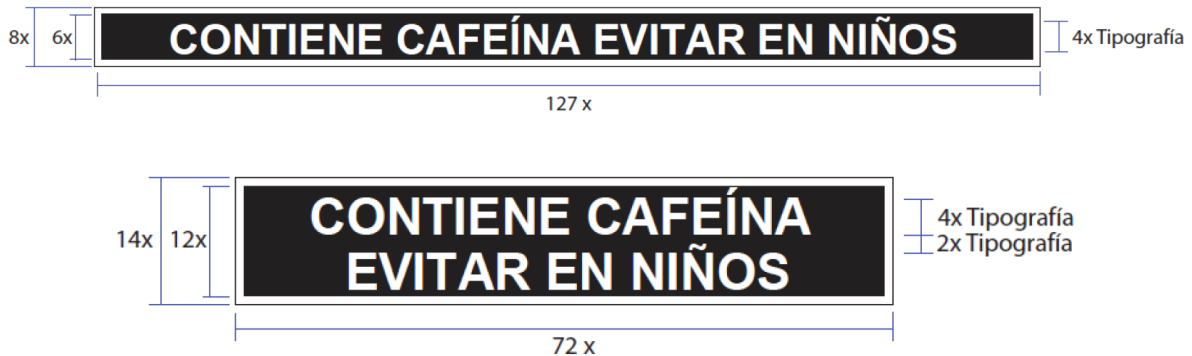 8x
6x
CONTIENE CAFEÍNA EVITAR EN NIÑOS
4x Tipografía
127 x
14x
12x
CONTIENE CAFEÍNA
EVITAR EN NIÑOS
4x Tipografía
2x Tipografía
72 x